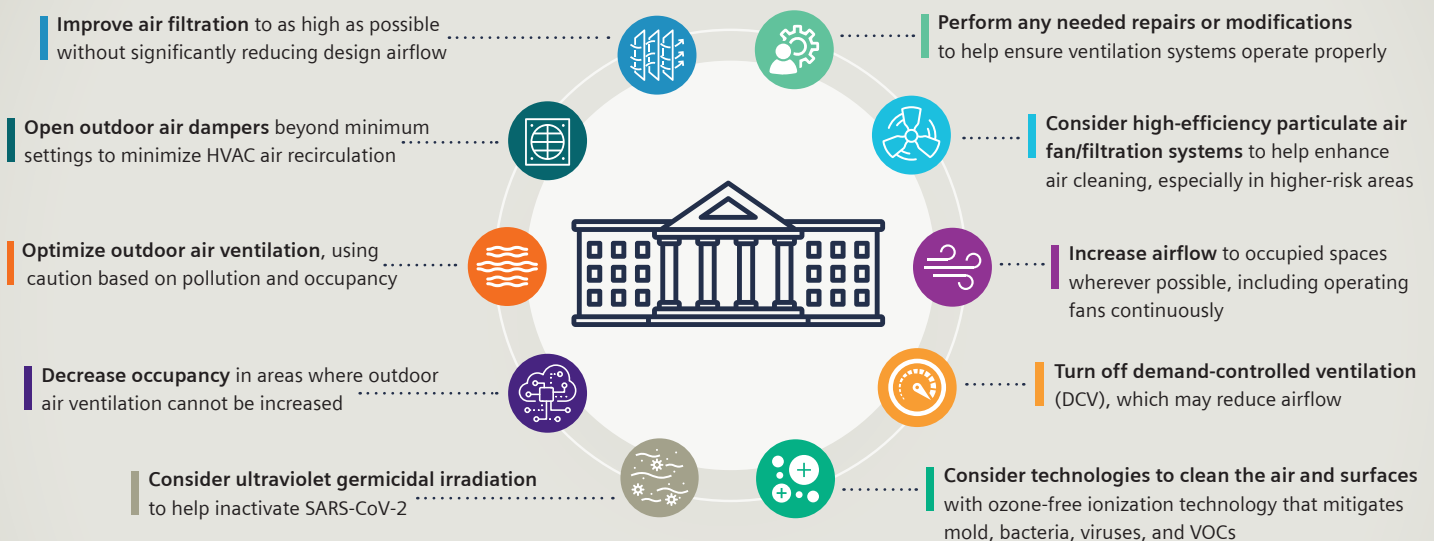 Improve air filtration to as high as possible
without significantly reducing design airflow
Open outdoor air dampers beyond minimum
settings to minimize HVAC air recirculation
Optimize outdoor air ventilation, using
caution based on pollution and occupancy
Decrease occupancy in areas where outdoor
air ventilation cannot be increased
Consider ultraviolet germicidal irradiation
to help inactivate SARS-CoV-2
Perform any needed repairs or modifications
to help ensure ventilation systems operate properly
Consider high-efficiency particulate air
fan/filtration systems to help enhance
air cleaning, especially in higher-risk areas
Increase airflow to occupied spaces
wherever possible, including operating
fans continuously
Turn off demand-controlled ventilation
(DCV), which may reduce airflow
Consider technologies to clean the air and surfaces
with ozone-free ionization technology that mitigates
mold, bacteria, viruses, and VOCs